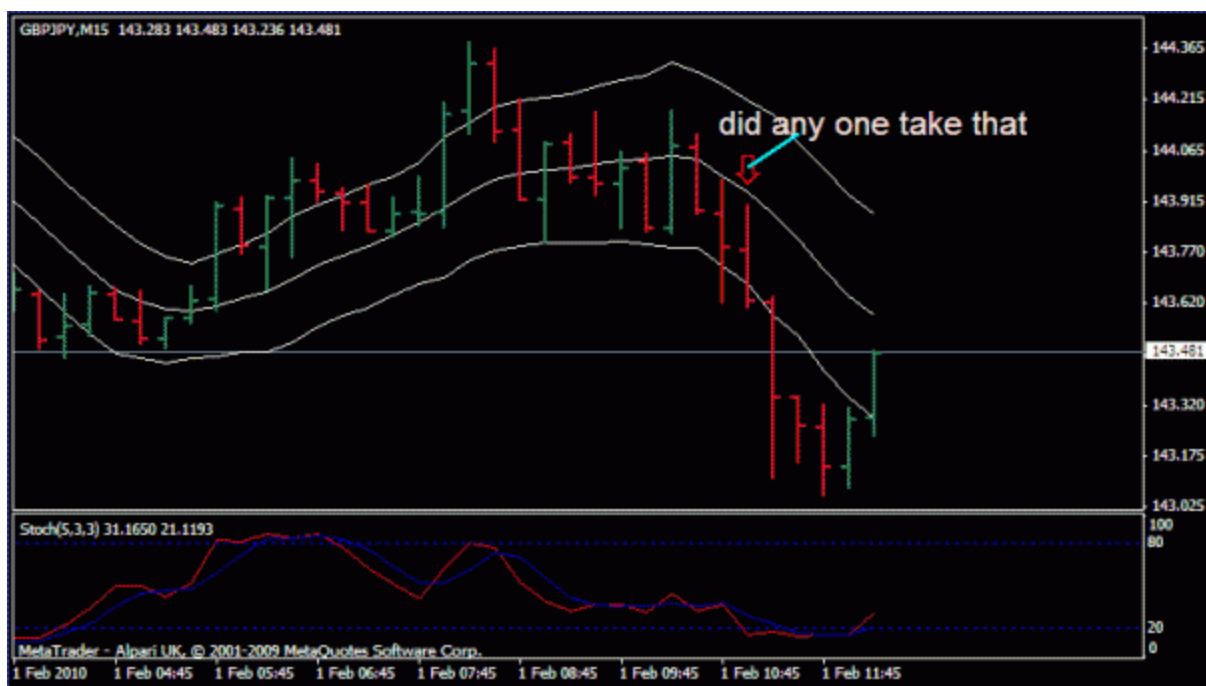 GBPJPY,M15 143.283 143.483 143.236 143.481
144.365
144.215
did any one take that
144.065
143.915
143.770
143.620
143.481
143.320
143.175
143.025
Stoch(5,3,3) 31.1650 21.1193
100
80
20
0
MetaTrader - Alpari UK, © 2001-2009 MetaQuotes Software Corp.
1 Feb 2010 1 Feb 04:45 1 Feb 05:45 1 Feb 06:45 1 Feb 07:45 1 Feb 08:45 1 Feb 09:45 1 Feb 10:45 1 Feb 11:45